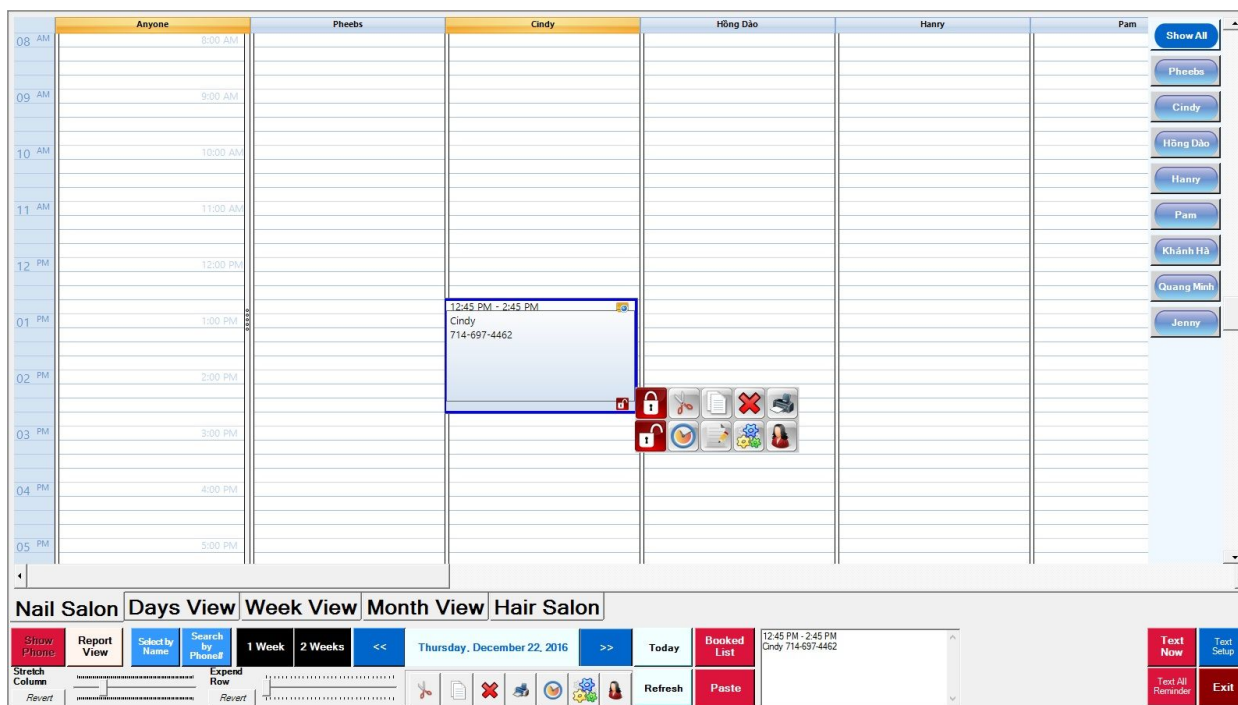 Anyone Pheebs Cindy Hồng Dào Hanry Pam
Show All
Pheebs
Cindy
Hồng Dào
Hanry
Pam
Khánh Hà
Quang Minh
Jenny
08 AM 8:00 AM
09 AM 9:00 AM
10 AM 10:00 AM
11 AM 11:00 AM
12 PM 12:00 PM
01 PM 1:00 PM
02 PM 2:00 PM
03 PM 3:00 PM
04 PM 4:00 PM
05 PM 5:00 PM
12:45 PM - 2:45 PM
Cindy
714-697-4462
Nail Salon Days View Week View Month View Hair Salon
Show Phone
Report View
Select by Name
Search by Phone#
1 Week
2 Weeks
<<
Thursday, December 22, 2016
>>
Today
Booked List
12:45 PM - 2:45 PM
Cindy 714-697-4462
Text Now
Text Setup
Stretch Column
Revert
Expend Row
Revert
Refresh
Paste
Text All Reminder
Exit